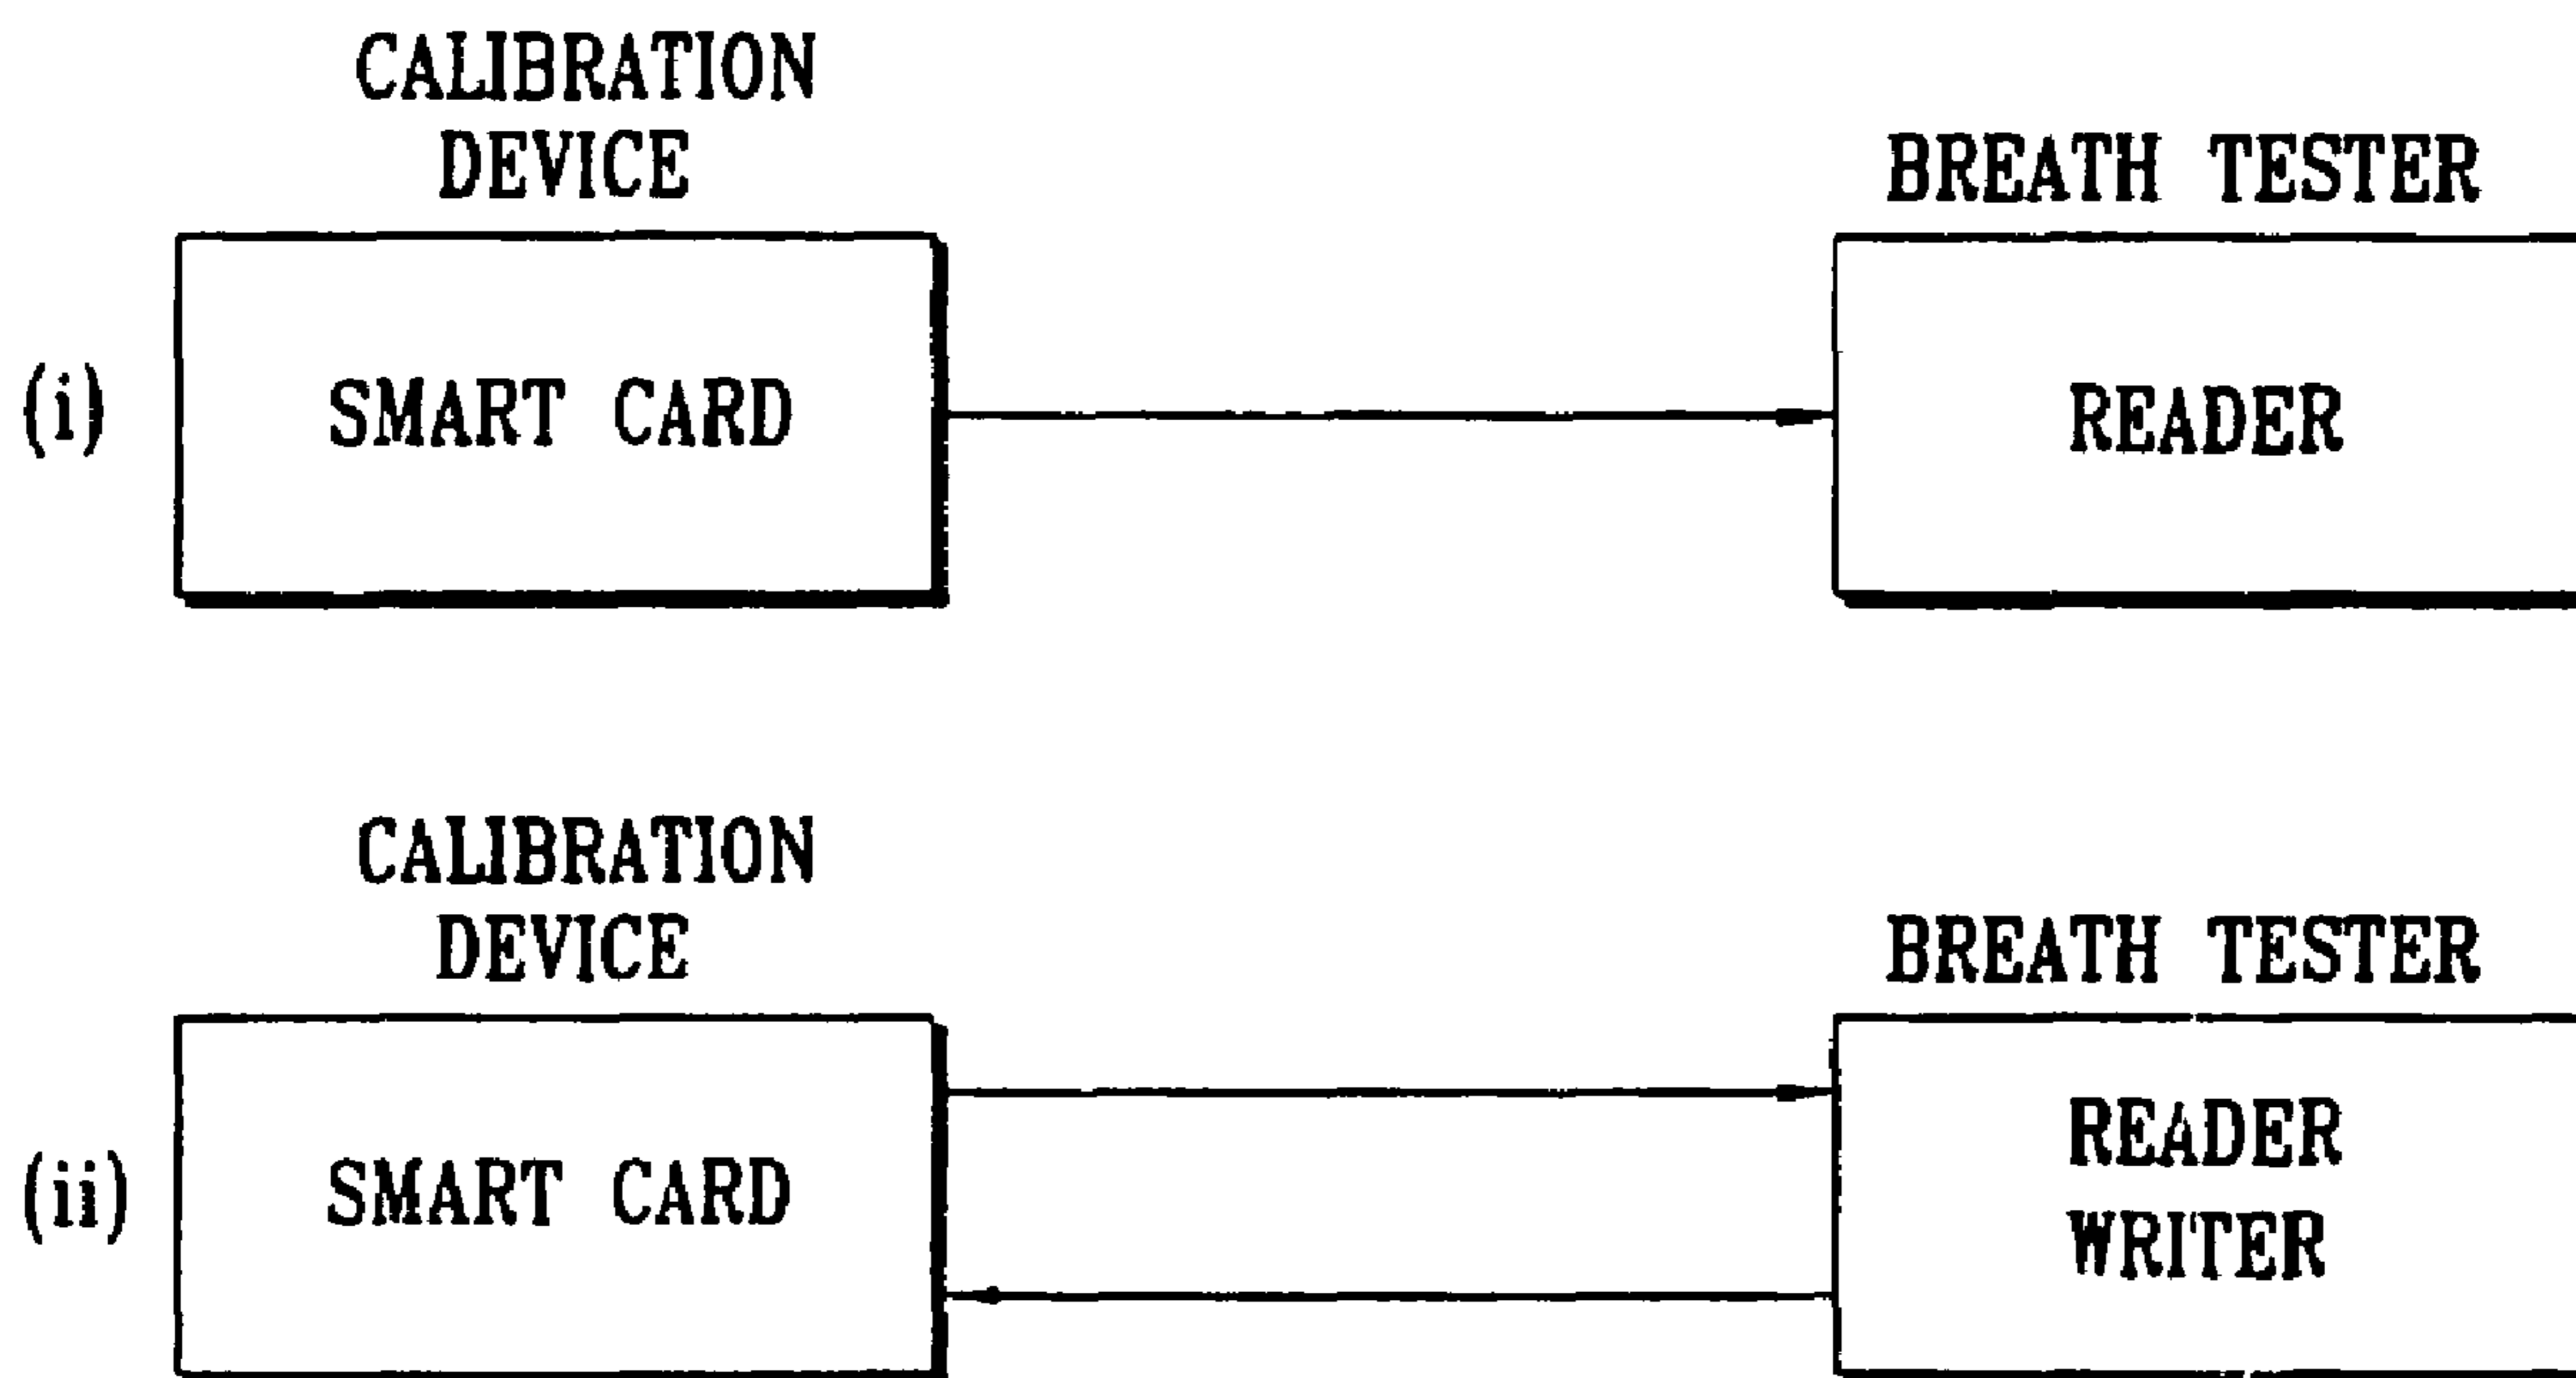 CALIBRATION
DEVICE
BREATH TESTER
(i)
SMART CARD
READER
CALIBRATION
DEVICE
BREATH TESTER
(ii)
SMART CARD
READER
WRITER